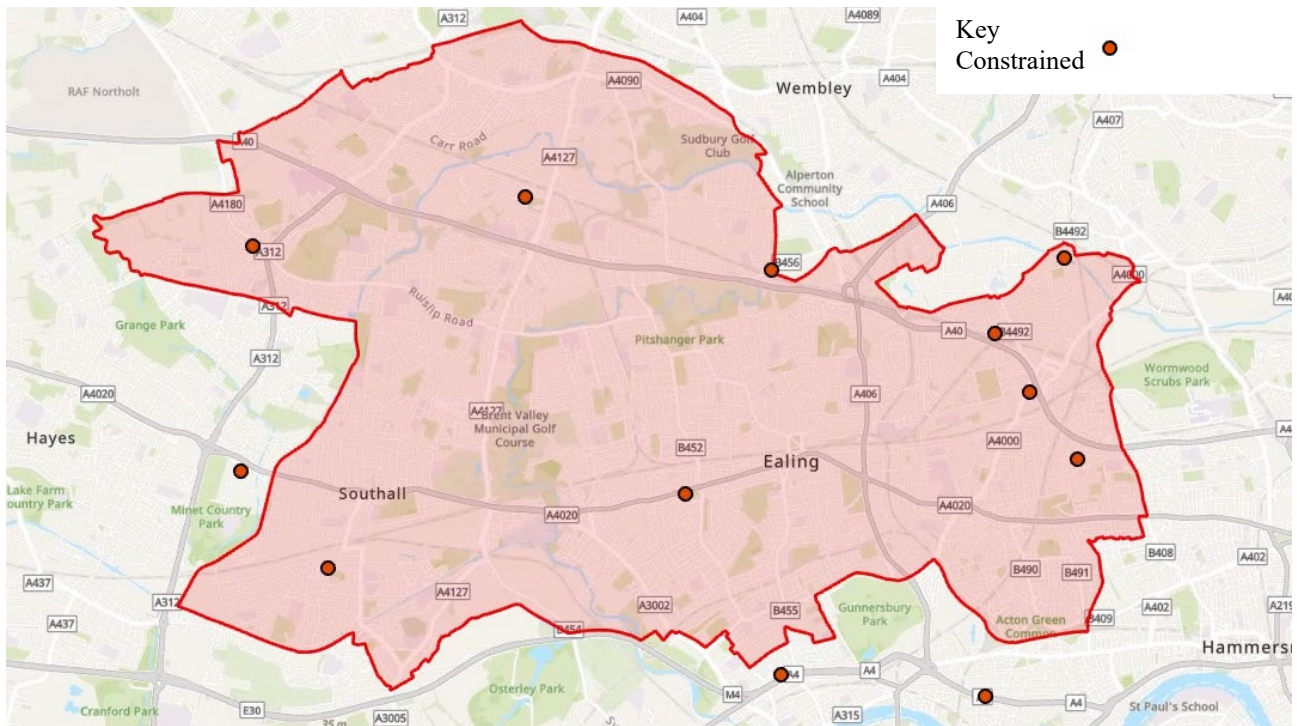 Key
Constrained
A312
A404
A4089
RAF Northolt
A4090
Wembley
A404
A407
A40
Carr Road
A4127
Sudbury Golf
Club
Alperton
Community
School
A4180
A406
B4492
A312
B456
A4000
A312
Ruislip Road
Grange Park
Pitshanger Park
A40
B4492
A312
Wormwood
Scrubs Park
A4020
A406
A4127
Brent Valley
Municipal Golf
Course
Hayes
B452
A4000
Ealing
Lake Farm
Country Park
Southall
Minet Country
Park
A4020
A4020
B408
A402
B490
B491
A437
A312
A4127
A3002
B455
Gunnersbury
Park
A402
A219
A437
B454
Acton Green
Common
B409
Hammers
Osterley Park
M4
A4
A4
Cranford Park
E30
A3005
A315
A4
St Paul's School